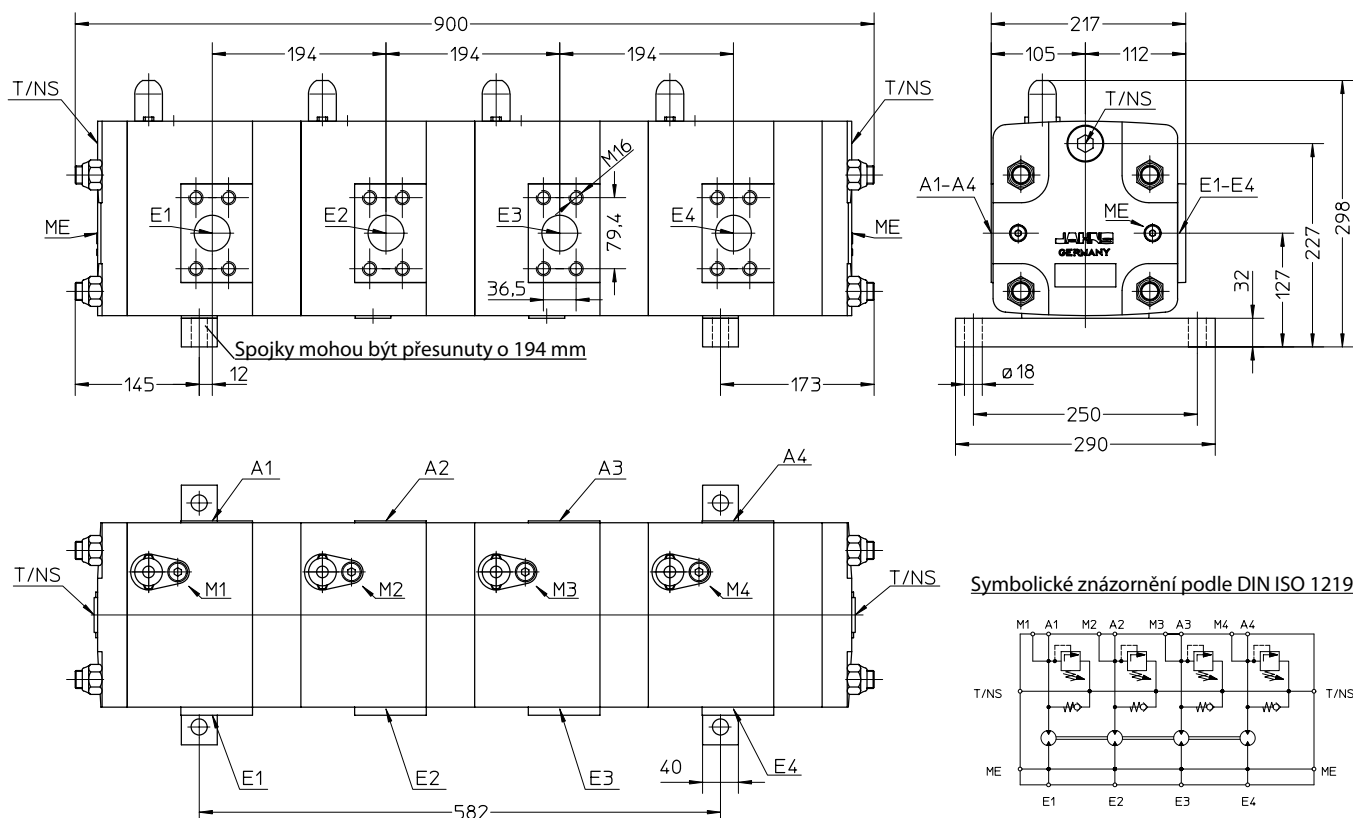 900
194
194
194
T/NS
T/NS
M16
E1
E2
E3
E4
79,4
36,5
ME
ME
Spojky mohou být přesunuty o 194 mm
145
12
173
217
105
112
T/NS
A1-A4
E1-E4
ME
GERMANY
32
127
227
298
ø 18
250
290
A1
A2
A3
A4
T/NS
T/NS
M1
M2
M3
M4
E1
E2
E3
E4
40
582
Symbolické znázornění podle DIN ISO 1219
M1 A1 M2 A2 M3 A3 M4 A4
T/NS
T/NS
ME
ME
E1 E2 E3 E4